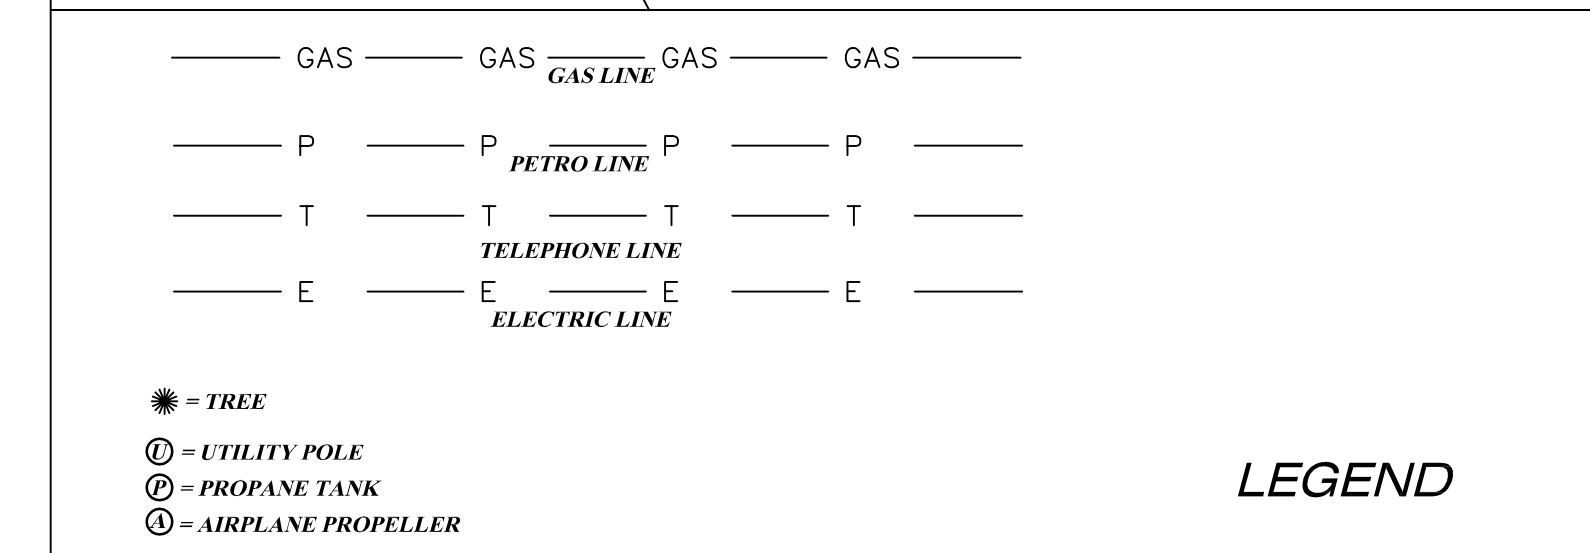 GAS GAS GAS GAS
GAS LINE
P P P P
PETRO LINE
T T T T
TELEPHONE LINE
E E E E
ELECTRIC LINE
= TREE
U = UTILITY POLE
P = PROPANE TANK
A = AIRPLANE PROPELLER
LEGEND